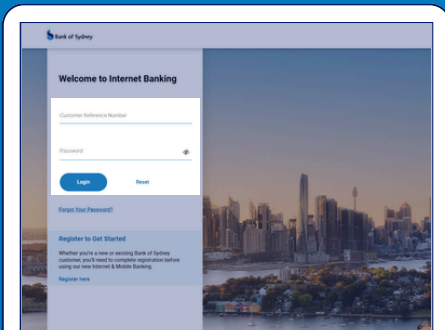 Bank of Sydney
Welcome to Internet Banking
Customer Reference Number
Password
Login Reset
Forgot Your Password?
Register to Get Started
Whether you're a new or existing Bank of Sydney
customer, you'll need to complete registration before
using our new Internet & Mobile Banking.
Register here